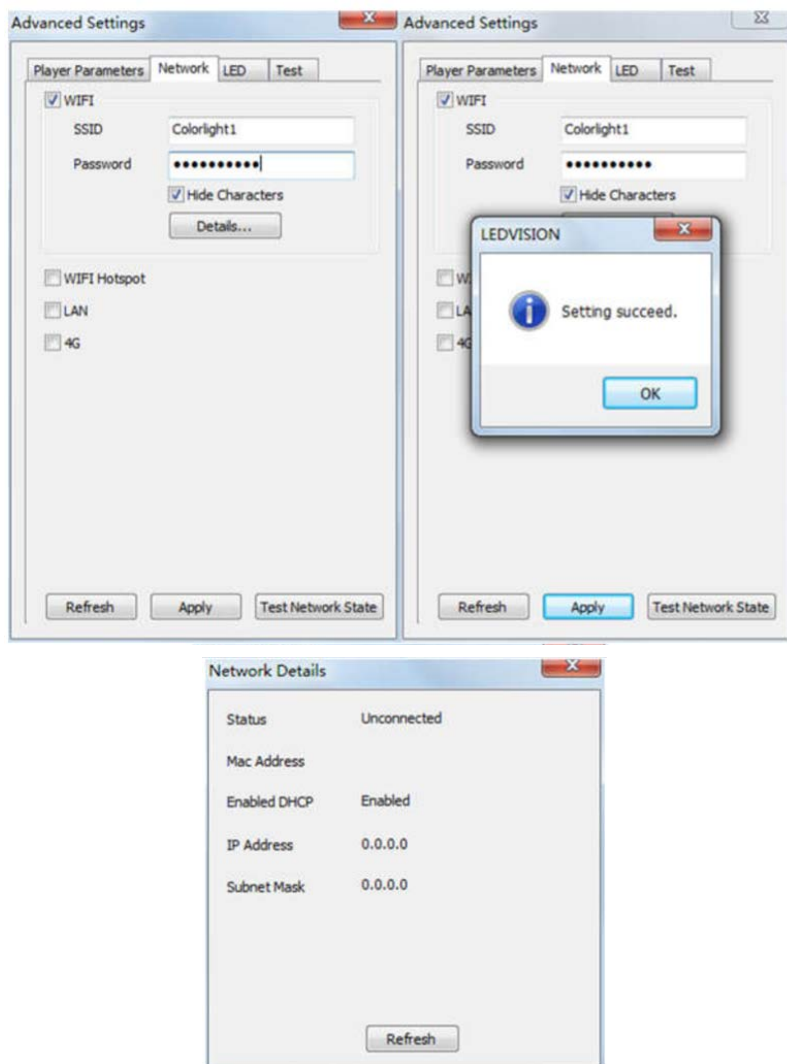 Advanced Settings
Player Parameters Network LED Test
WIFI
SSID Colorlight1
Password ••••••••••
Hide Characters
Details...
WIFI Hotspot
LAN
4G
Refresh Apply Test Network State
Advanced Settings
Player Parameters Network LED Test
WIFI
SSID Colorlight1
Password ••••••••••
Hide Characters
LEDVISION
Setting succeed.
OK
W
LA
4G
Refresh Apply Test Network State
Network Details
Status Unconnected
Mac Address
Enabled DHCP Enabled
IP Address 0.0.0.0
Subnet Mask 0.0.0.0
Refresh